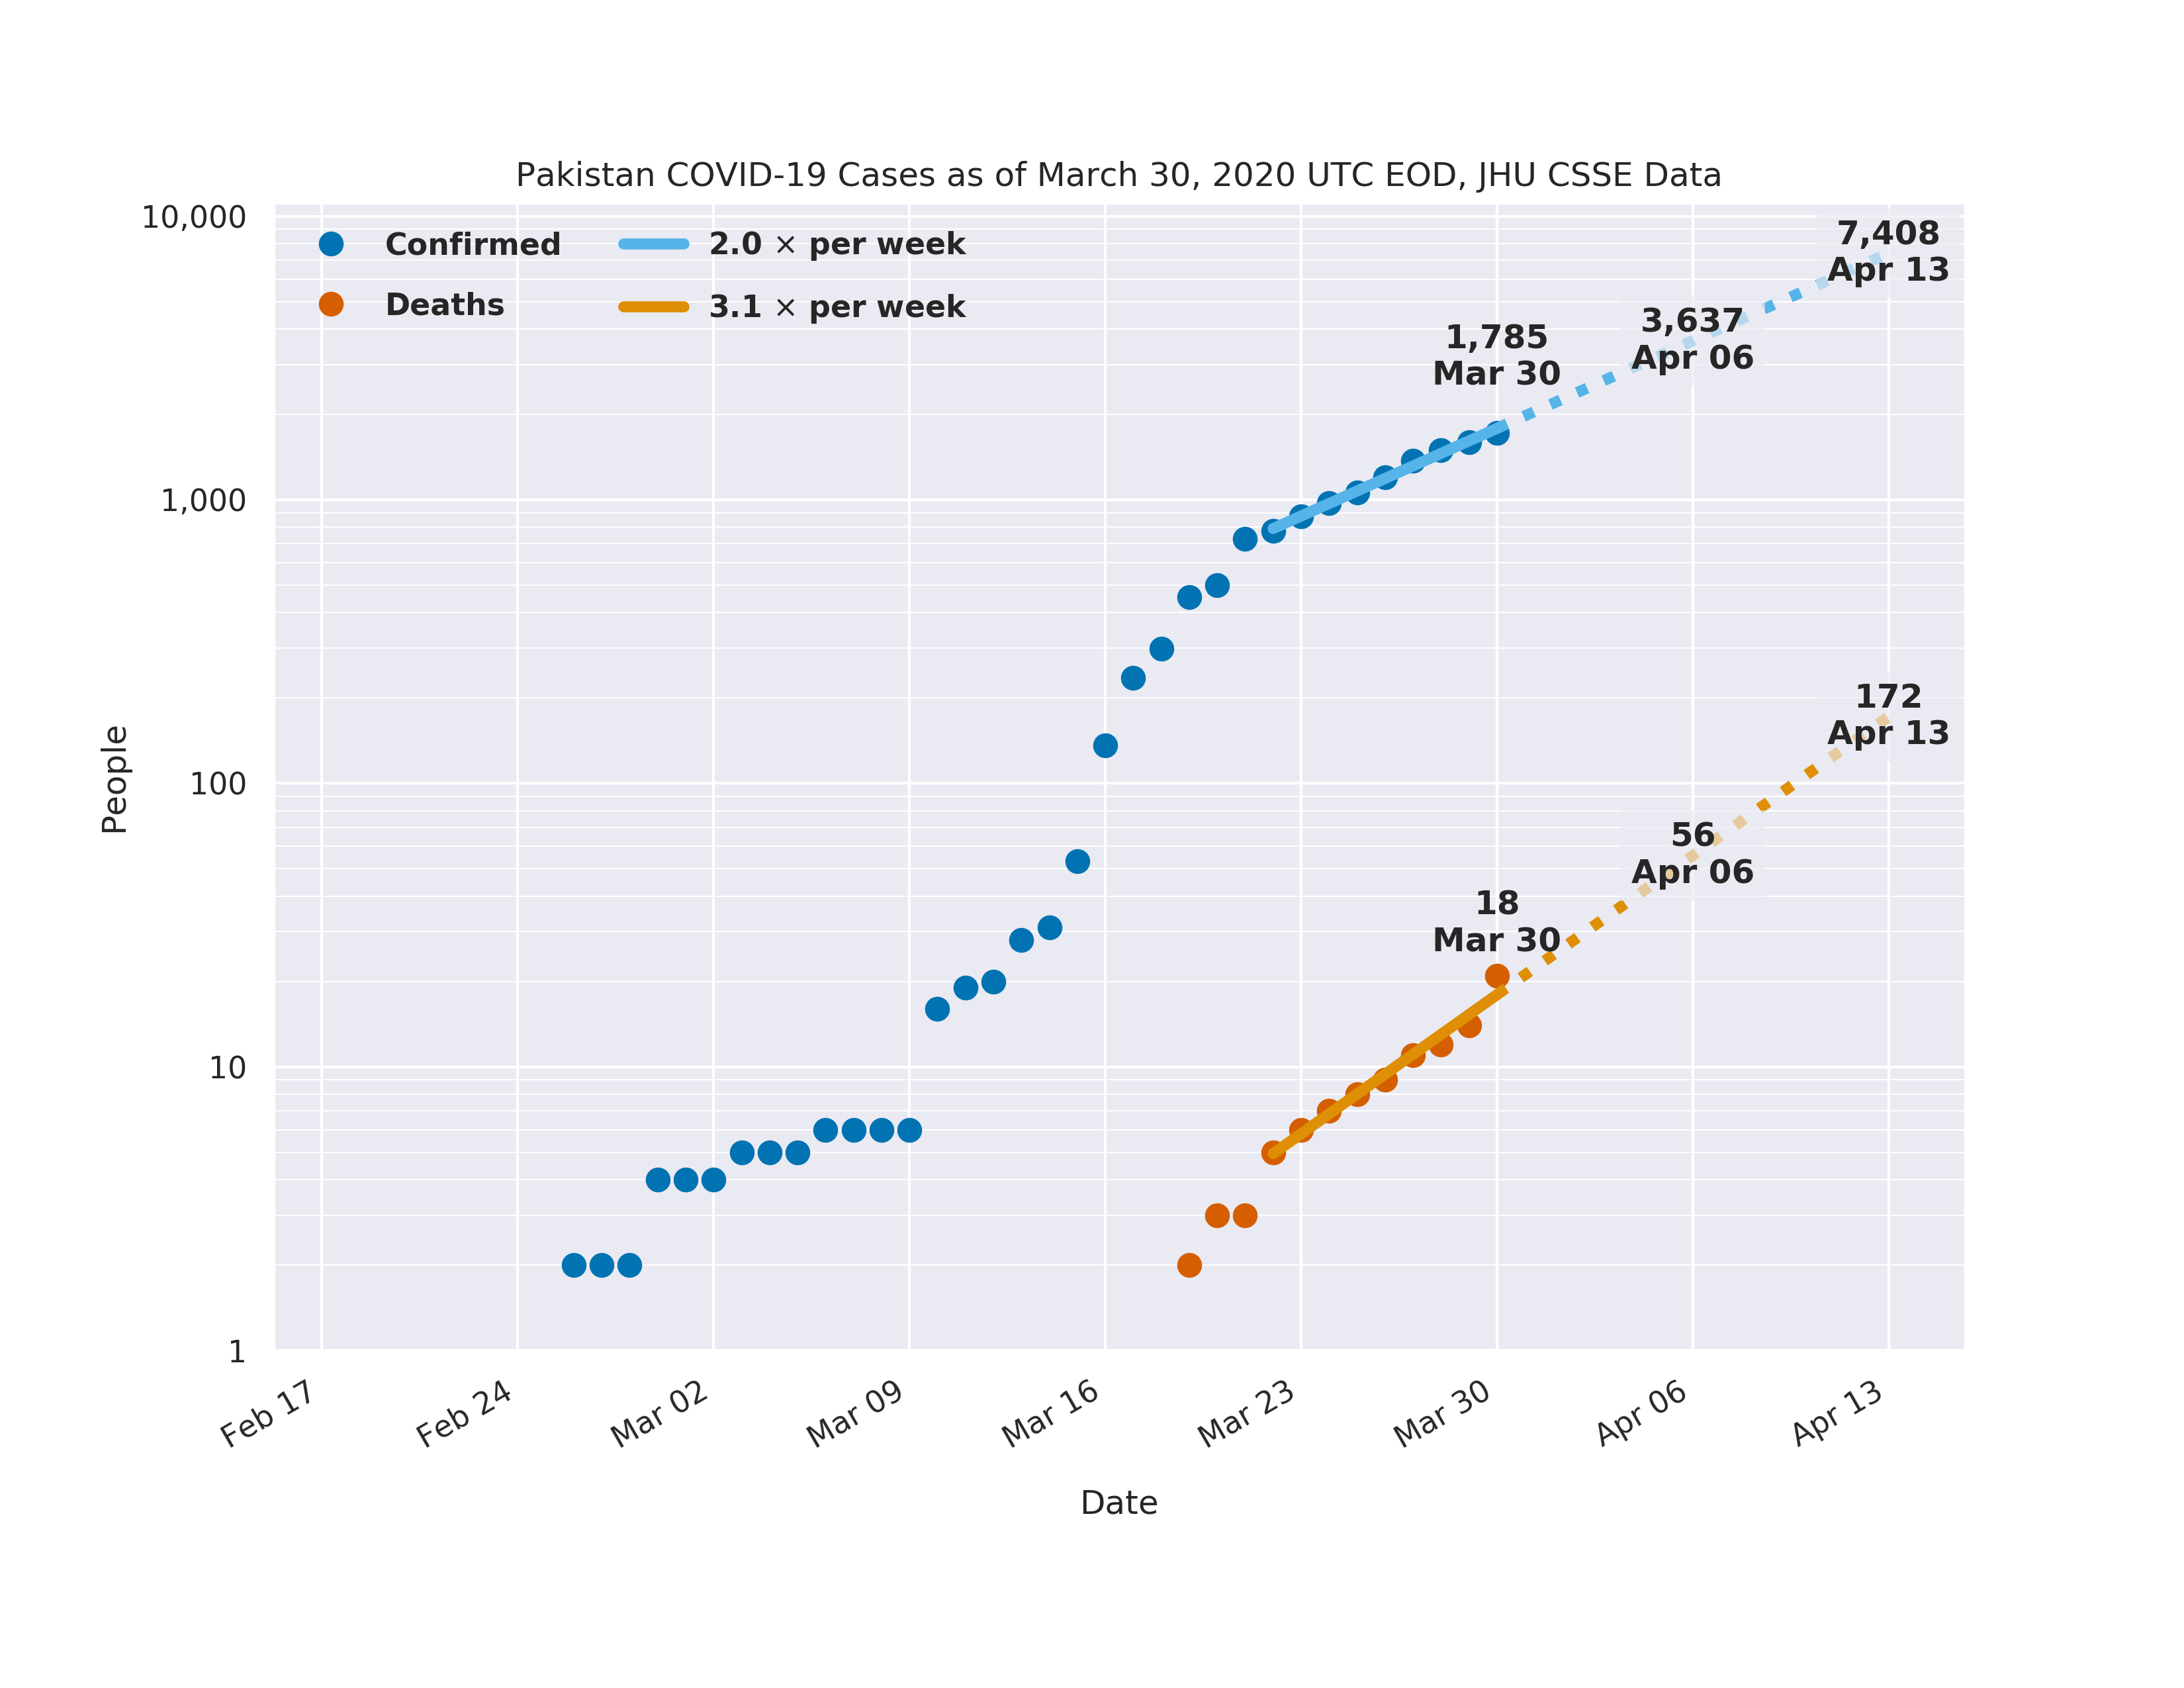 Pakistan COVID-19 Cases as of March 30, 2020 UTC EOD, JHU CSSE Data
10,000
1,000
100
10
1
People
Confirmed
Deaths
2.0 × per week
3.1 × per week
7,408
Apr 13
3,637
Apr 06
1,785
Mar 30
172
Apr 13
56
Apr 06
18
Mar 30
Feb 17
Feb 24
Mar 02
Mar 09
Mar 16
Mar 23
Mar 30
Apr 06
Apr 13
Date